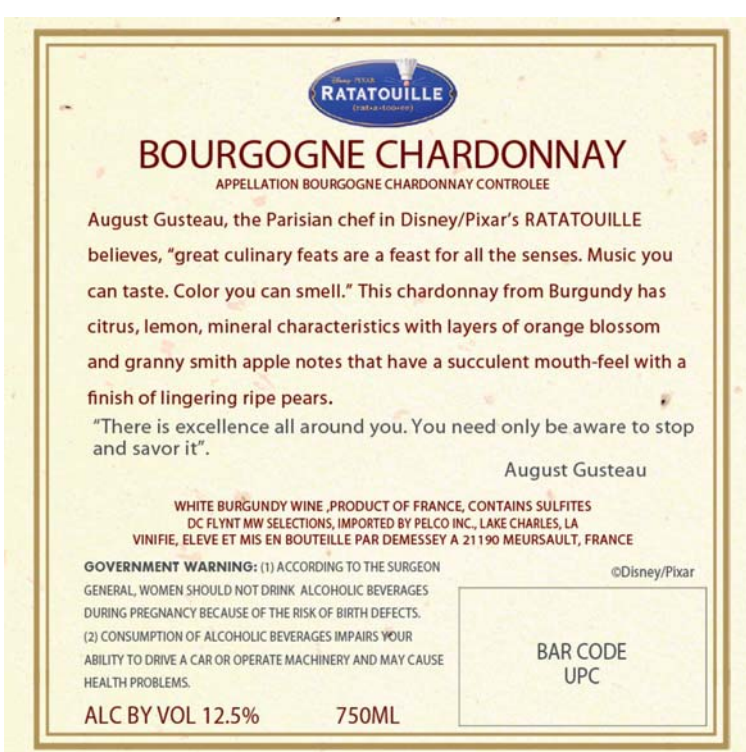 Disney · PIXAR
RATATOUILLE
(rat•a•too•ee)
BOURGOGNE CHARDONNAY
APPELLATION BOURGOGNE CHARDONNAY CONTROLEE
August Gusteau, the Parisian chef in Disney/Pixar's RATATOUILLE
believes, "great culinary feats are a feast for all the senses. Music you
can taste. Color you can smell." This chardonnay from Burgundy has
citrus, lemon, mineral characteristics with layers of orange blossom
and granny smith apple notes that have a succulent mouth-feel with a
finish of lingering ripe pears.
"There is excellence all around you. You need only be aware to stop
and savor it".
August Gusteau
WHITE BURGUNDY WINE ,PRODUCT OF FRANCE, CONTAINS SULFITES
DC FLYNT MW SELECTIONS, IMPORTED BY PELCO INC., LAKE CHARLES, LA
VINIFIE, ELEVE ET MIS EN BOUTEILLE PAR DEMESSEY A 21190 MEURSAULT, FRANCE
GOVERNMENT WARNING: (1) ACCORDING TO THE SURGEON
GENERAL, WOMEN SHOULD NOT DRINK ALCOHOLIC BEVERAGES
DURING PREGNANCY BECAUSE OF THE RISK OF BIRTH DEFECTS.
(2) CONSUMPTION OF ALCOHOLIC BEVERAGES IMPAIRS YOUR
ABILITY TO DRIVE A CAR OR OPERATE MACHINERY AND MAY CAUSE
HEALTH PROBLEMS.
©Disney/Pixar
BAR CODE
UPC
ALC BY VOL 12.5% 750ML